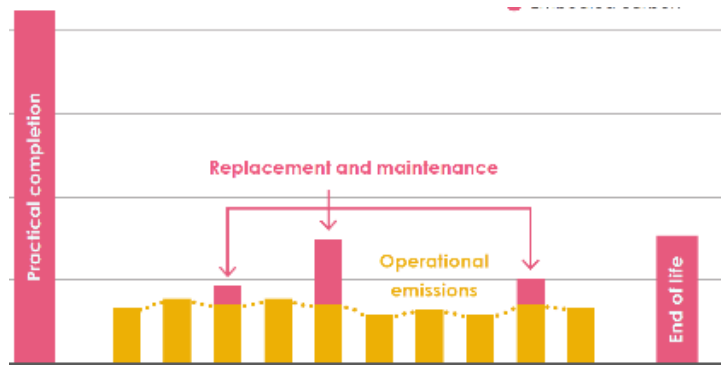 Practical completion
Replacement and maintenance
Operational
emissions
End of life